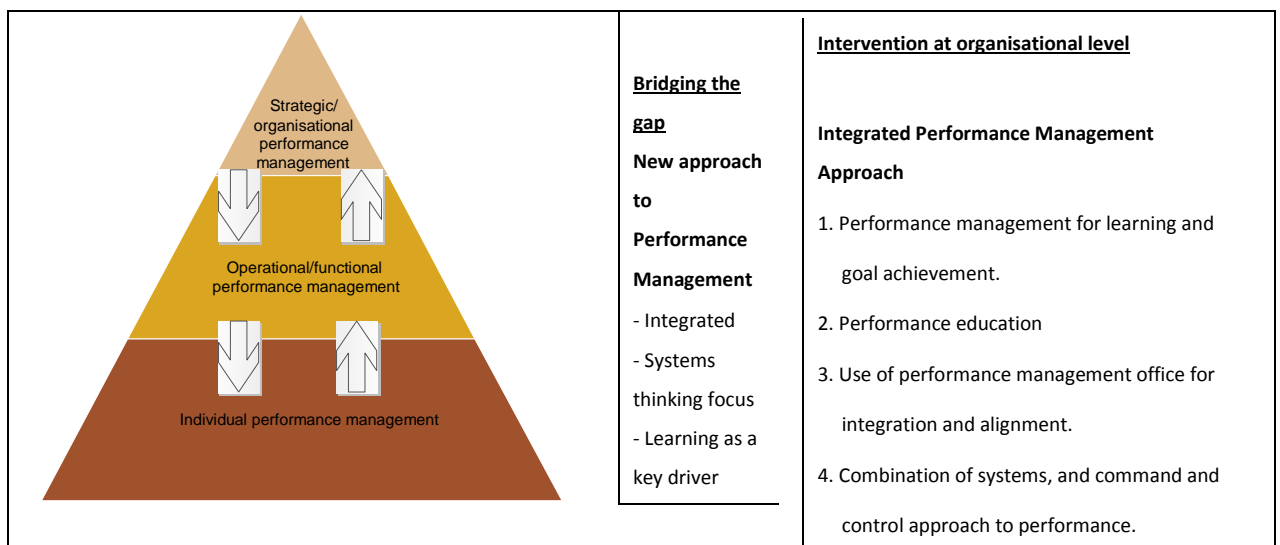 Strategic/
organisational
performance
management
Operational/functional
performance management
Individual performance management
Bridging the
gap
New approach
to
Performance
Management
- Integrated
- Systems
thinking focus
- Learning as a
key driver
Intervention at organisational level
Integrated Performance Management
Approach
1. Performance management for learning and
goal achievement.
2. Performance education
3. Use of performance management office for
integration and alignment.
4. Combination of systems, and command and
control approach to performance.